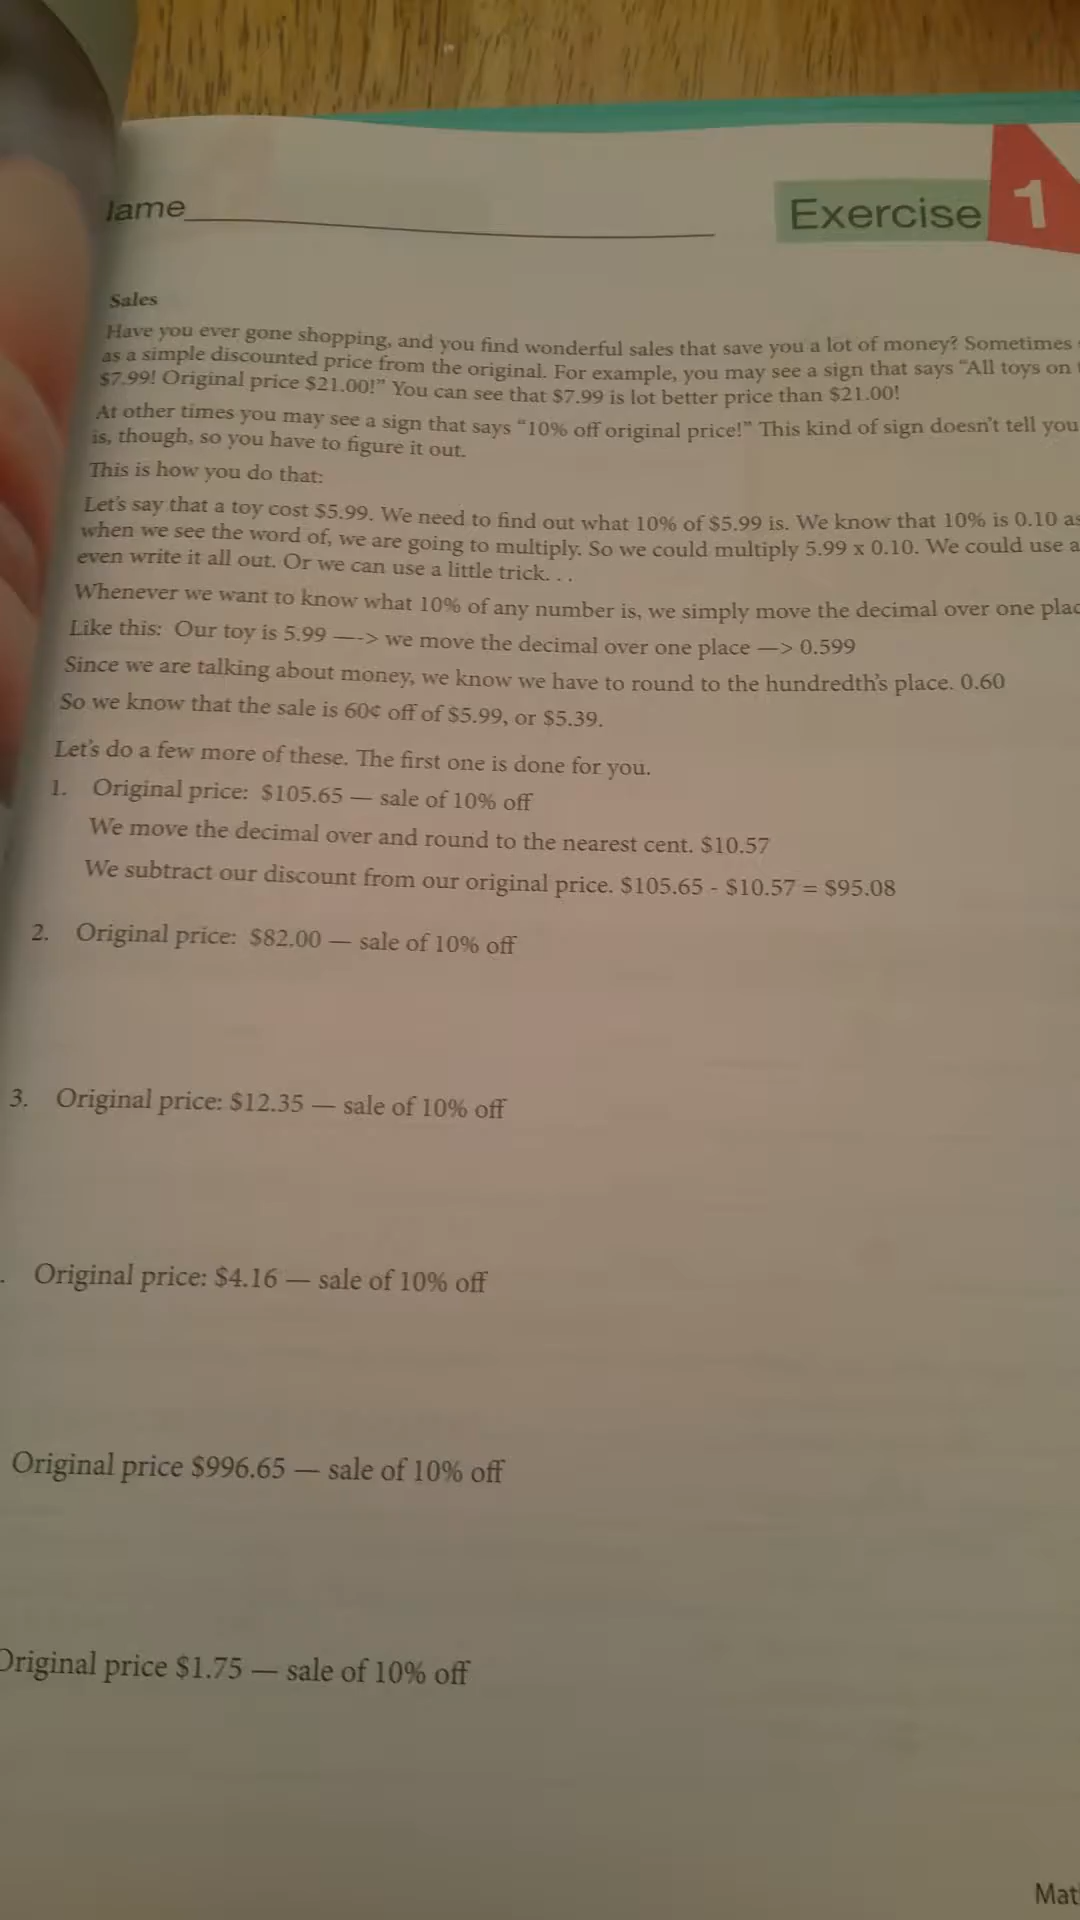 lame
Exercise 1
Sales
Have you ever gone shopping, and you find wonderful sales that save you a lot of money? Sometimes
as a simple discounted price from the original. For example, you may see a sign that says “All toys on
$7.99! Original price $21.00!” You can see that $7.99 is lot better price than $21.00!
At other times you may see a sign that says “10% off original price!” This kind of sign doesn’t tell you
is, though, so you have to figure it out.
This is how you do that:
Let’s say that a toy cost $5.99. We need to find out what 10% of $5.99 is. We know that 10% is 0.10 as
when we see the word of, we are going to multiply. So we could multiply 5.99 x 0.10. We could use a
even write it all out. Or we can use a little trick. . .
Whenever we want to know what 10% of any number is, we simply move the decimal over one plac
Like this: Our toy is 5.99 —-> we move the decimal over one place —> 0.599
Since we are talking about money, we know we have to round to the hundredth’s place. 0.60
So we know that the sale is 60¢ off of $5.99, or $5.39.
Let’s do a few more of these. The first one is done for you.
1. Original price: $105.65 — sale of 10% off
We move the decimal over and round to the nearest cent. $10.57
We subtract our discount from our original price. $105.65 - $10.57 = $95.08
2. Original price: $82.00 — sale of 10% off
3. Original price: $12.35 — sale of 10% off
. Original price: $4.16 — sale of 10% off
Original price $996.65 — sale of 10% off
Original price $1.75 — sale of 10% off
Mat